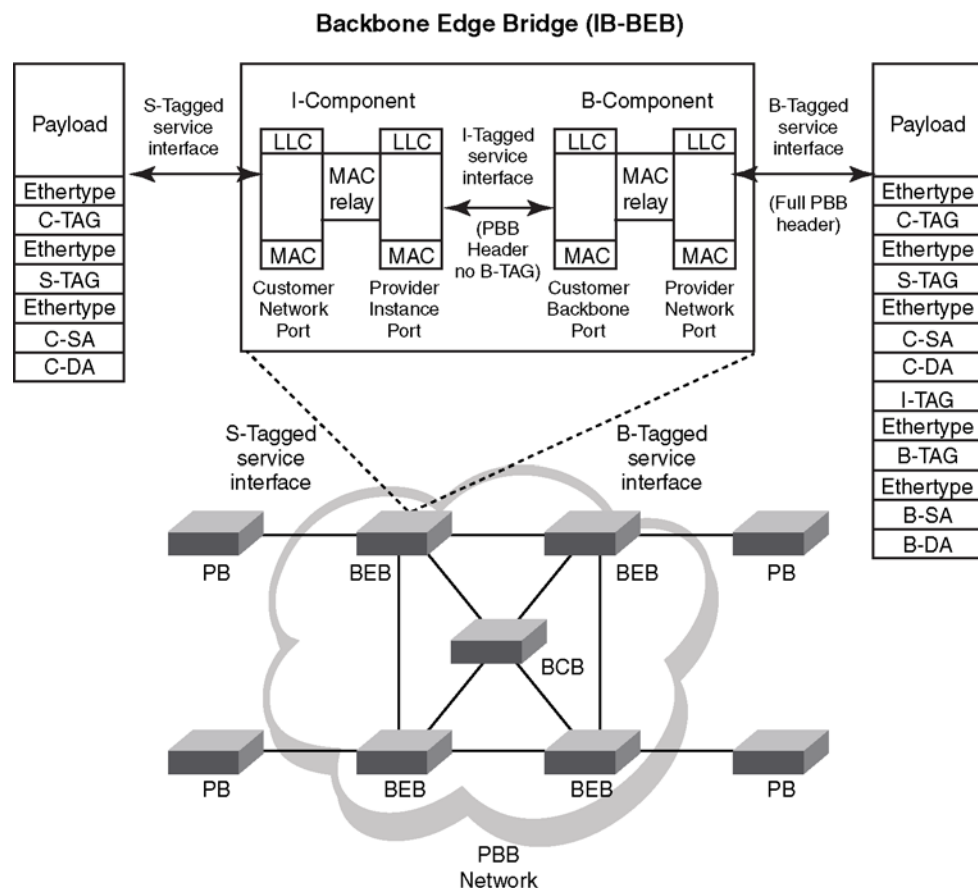 Backbone Edge Bridge (IB-BEB)
Payload
Ethertype
C-TAG
Ethertype
S-TAG
Ethertype
C-SA
C-DA
S-Tagged
service
interface
I-Component
LLC
LLC
MAC
relay
MAC
MAC
Customer
Network
Port
Provider
Instance
Port
I-Tagged
service
interface
(PBB
Header
no B-TAG)
B-Component
LLC
LLC
MAC
relay
MAC
MAC
Customer
Backbone
Port
Provider
Network
Port
B-Tagged
service
interface
(Full PBB
header)
Payload
Ethertype
C-TAG
Ethertype
S-TAG
Ethertype
C-SA
C-DA
I-TAG
Ethertype
B-TAG
Ethertype
B-SA
B-DA
S-Tagged
service
interface
B-Tagged
service
interface
PB
BEB
BEB
PB
BCB
PB
BEB
BEB
PB
PBB
Network